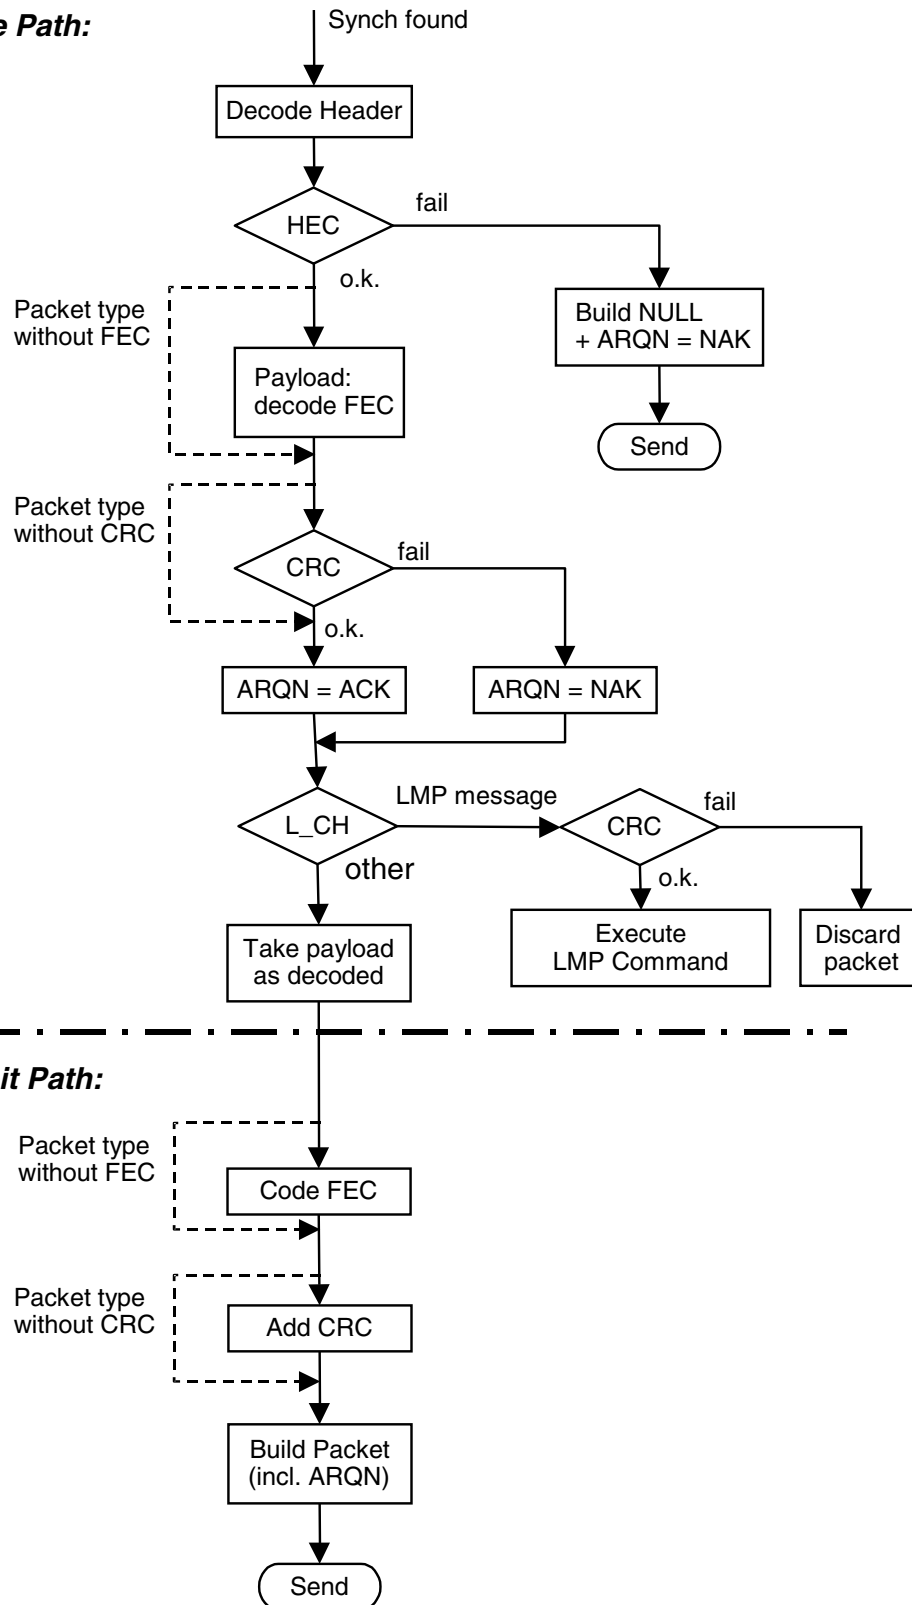 e Path:
Synch found
Decode Header
HEC
fail
o.k.
Packet type
without FEC
Build NULL
+ ARQN = NAK
Payload:
decode FEC
Send
Packet type
without CRC
CRC
fail
o.k.
ARQN = ACK
ARQN = NAK
L_CH
LMP message
CRC
fail
other
o.k.
Take payload
as decoded
Execute
LMP Command
Discard
packet
it Path:
Packet type
without FEC
Code FEC
Packet type
without CRC
Add CRC
Build Packet
(incl. ARQN)
Send